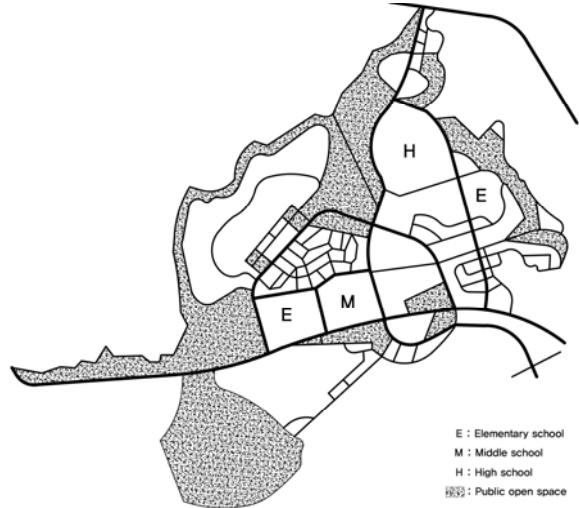 H
E
E
M
E : Elementary school
M : Middle school
H : High school
: Public open space